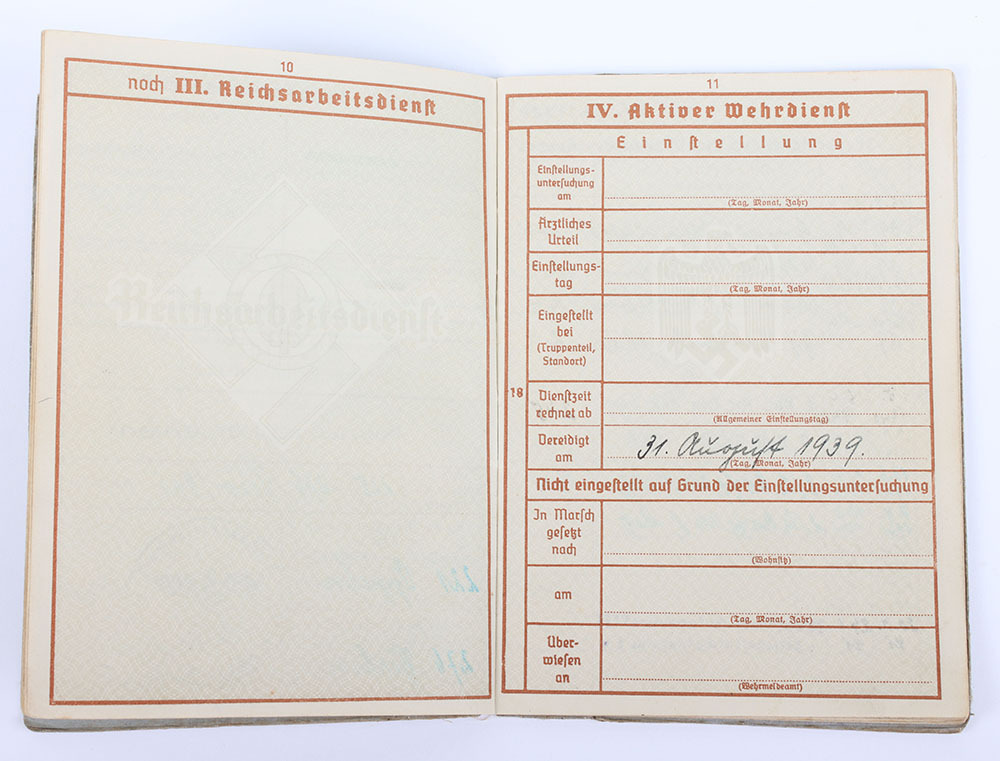 10
noch III. Reichsarbeitsdienst
Reichsarbeitsdienst
11
IV. Aktiver Wehrdienst
Einstellung
18
Einstellungs-
untersuchung
am
(Tag, Monat, Jahr)
Ärztliches
Urteil
Einstellungs-
tag
(Tag, Monat, Jahr)
Eingestellt
bei
(Truppenteil,
Standort)
Dienstzeit
rechnet ab
(Allgemeiner Einstellungstag)
Vereidigt
am
31. August 1939.
(Tag, Monat, Jahr)
Nicht eingestellt auf Grund der Einstellungsuntersuchung
In Marsch
gesetzt
nach
(Wohnsitz)
am
(Tag, Monat, Jahr)
Über-
wiesen
an
(Wehrmeldeamt)